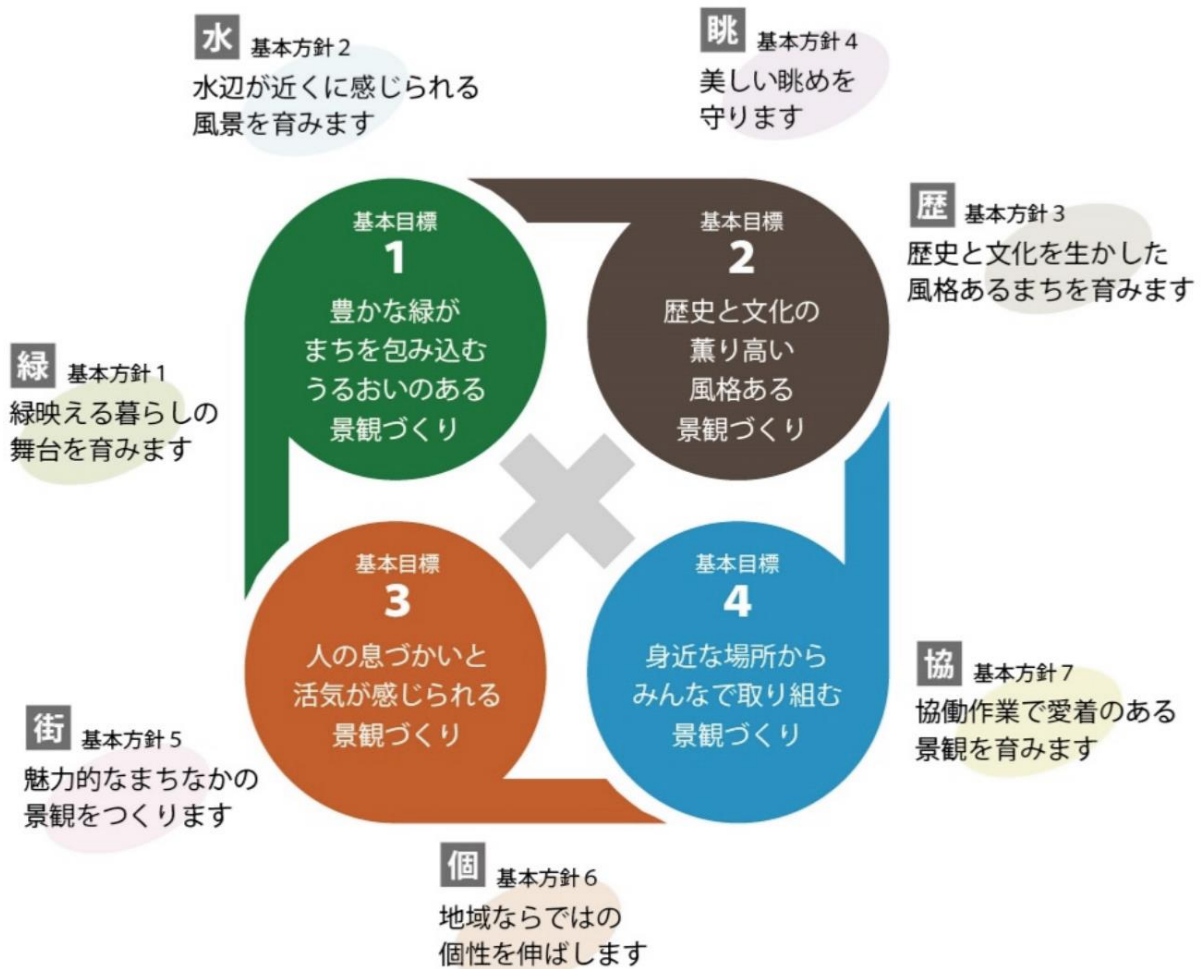 水 基本方針2
水辺が近くに感じられる
風景を育みます
眺 基本方針4
美しい眺めを
守ります
歴 基本方針3
歴史と文化を生かした
風格あるまちを育みます
緑 基本方針1
緑映える暮らしの
舞台を育みます
基本目標
1
豊かな緑が
まちを包み込む
うるおいのある
景観づくり
基本目標
2
歴史と文化の
薫り高い
風格ある
景観づくり
基本目標
3
人の息づかいと
活気が感じられる
景観づくり
基本目標
4
身近な場所から
みんなで取り組む
景観づくり
街 基本方針5
魅力的なまちなかの
景観をつくります
協 基本方針7
協働作業で愛着のある
景観を育みます
個 基本方針6
地域ならではの
個性を伸ばします